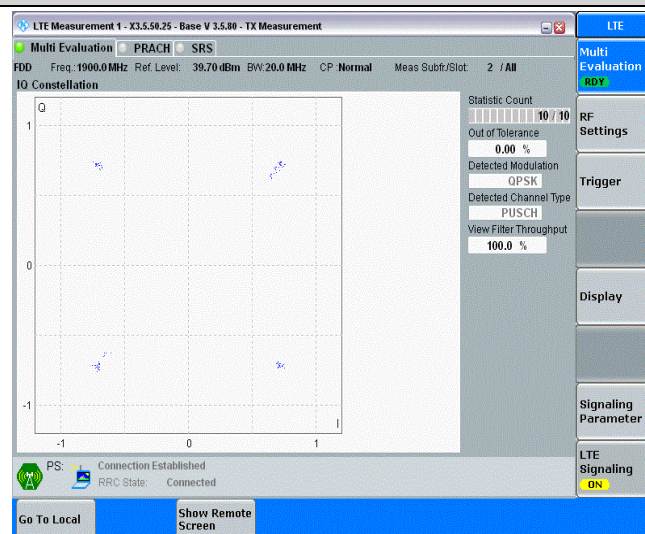 LTE Measurement 1 - X3.5.50.25 - Base V 3.5.80 - TX Measurement
LTE
Multi Evaluation PRACH SRS
FDD Freq.:1900.0 MHz Ref. Level: 39.70 dBm BW:20.0 MHz CP :Normal Meas Subfr./Slot: 2 / All
IQ Constellation
Q
1
0
-1
-1 0 1
I
Statistic Count
10 / 10
Out of Tolerance
0.00 %
Detected Modulation
QPSK
Detected Channel Type
PUSCH
View Filter Throughput
100.0 %
Multi
Evaluation
RDY
RF
Settings
Trigger
Display
Signaling
Parameter
LTE
Signaling
ON
PS: Connection Established
RRC State: Connected
Go To Local
Show Remote
Screen